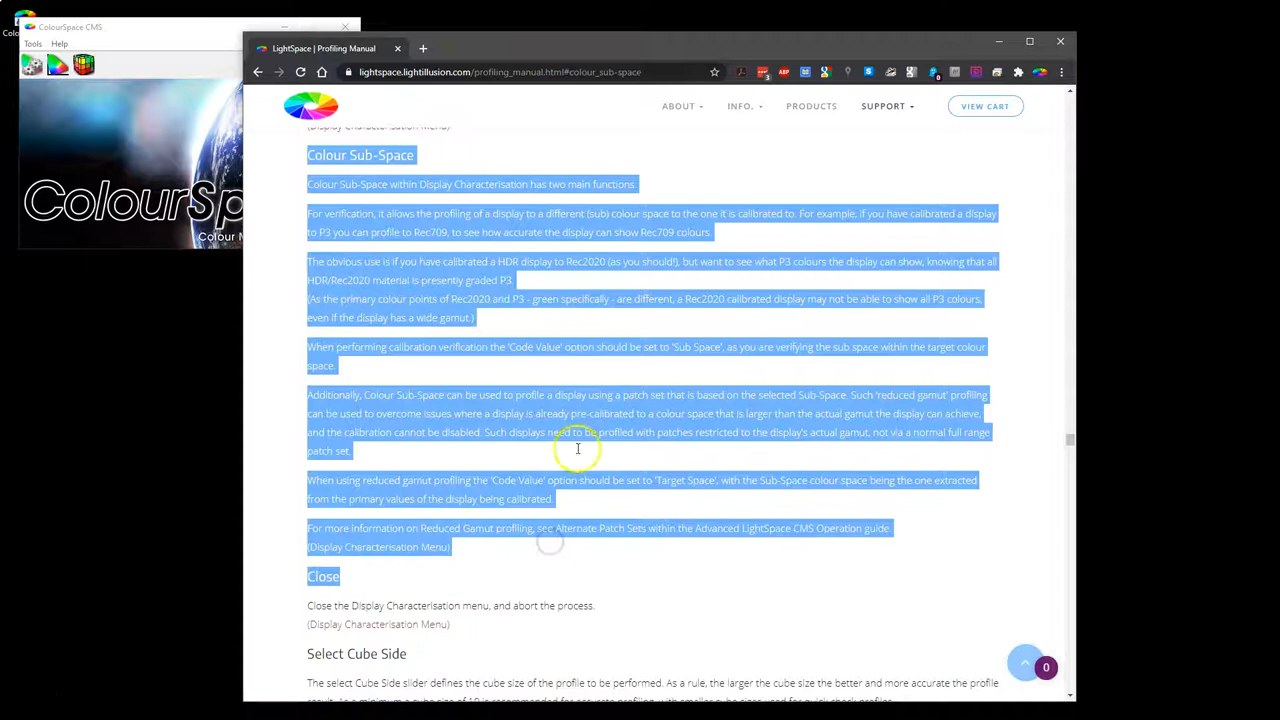 ColourSpace CMS
Tools Help
ColourSp
Colour M
LightSpace | Profiling Manual
lightspace.lightillusion.com/profiling_manual.html#colour_sub-space
ABOUT INFO. PRODUCTS SUPPORT VIEW CART
(Display Characterisation Menu)
Colour Sub-Space
Colour Sub-Space within Display Characterisation has two main functions.
For verification, it allows the profiling of a display to a different (sub) colour space to the one it is calibrated to. For example, if you have calibrated a display
to P3 you can profile to Rec709, to see how accurate the display can show Rec709 colours.
The obvious use is if you have calibrated a HDR display to Rec2020 (as you should!), but want to see what P3 colours the display can show, knowing that all
HDR/Rec2020 material is presently graded P3.
(As the primary colour points of Rec2020 and P3 - green specifically - are different, a Rec2020 calibrated display may not be able to show all P3 colours,
even if the display has a wide gamut.)
When performing calibration verification the 'Code Value' option should be set to 'Sub Space', as you are verifying the sub space within the target colour
space.
Additionally, Colour Sub-Space can be used to profile a display using a patch set that is based on the selected Sub-Space. Such 'reduced gamut' profiling
can be used to overcome issues where a display is already pre-calibrated to a colour space that is larger than the actual gamut the display can achieve,
and the calibration cannot be disabled. Such displays need to be profiled with patches restricted to the display's actual gamut, not via a normal full range
patch set.
When using reduced gamut profiling the 'Code Value' option should be set to 'Target Space', with the Sub-Space colour space being the one extracted
from the primary values of the display being calibrated.
For more information on Reduced Gamut profiling, see Alternate Patch Sets within the Advanced LightSpace CMS Operation guide.
(Display Characterisation Menu)
Close
Close the Display Characterisation menu, and abort the process.
(Display Characterisation Menu)
Select Cube Side
The select Cube Side slider defines the cube size of the profile to be performed. As a rule, the larger the cube size the better and more accurate the profile
0